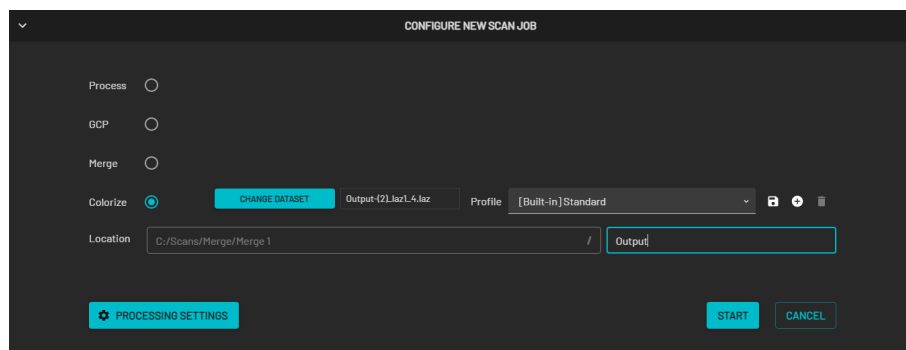 CONFIGURE NEW SCAN JOB
Process
GCP
Merge
Colorize CHANGE DATASET Output-(2)_laz1_4.laz Profile [Built-in] Standard
Location C:/Scans/Merge/Merge 1 / Output
PROCESSING SETTINGS START CANCEL